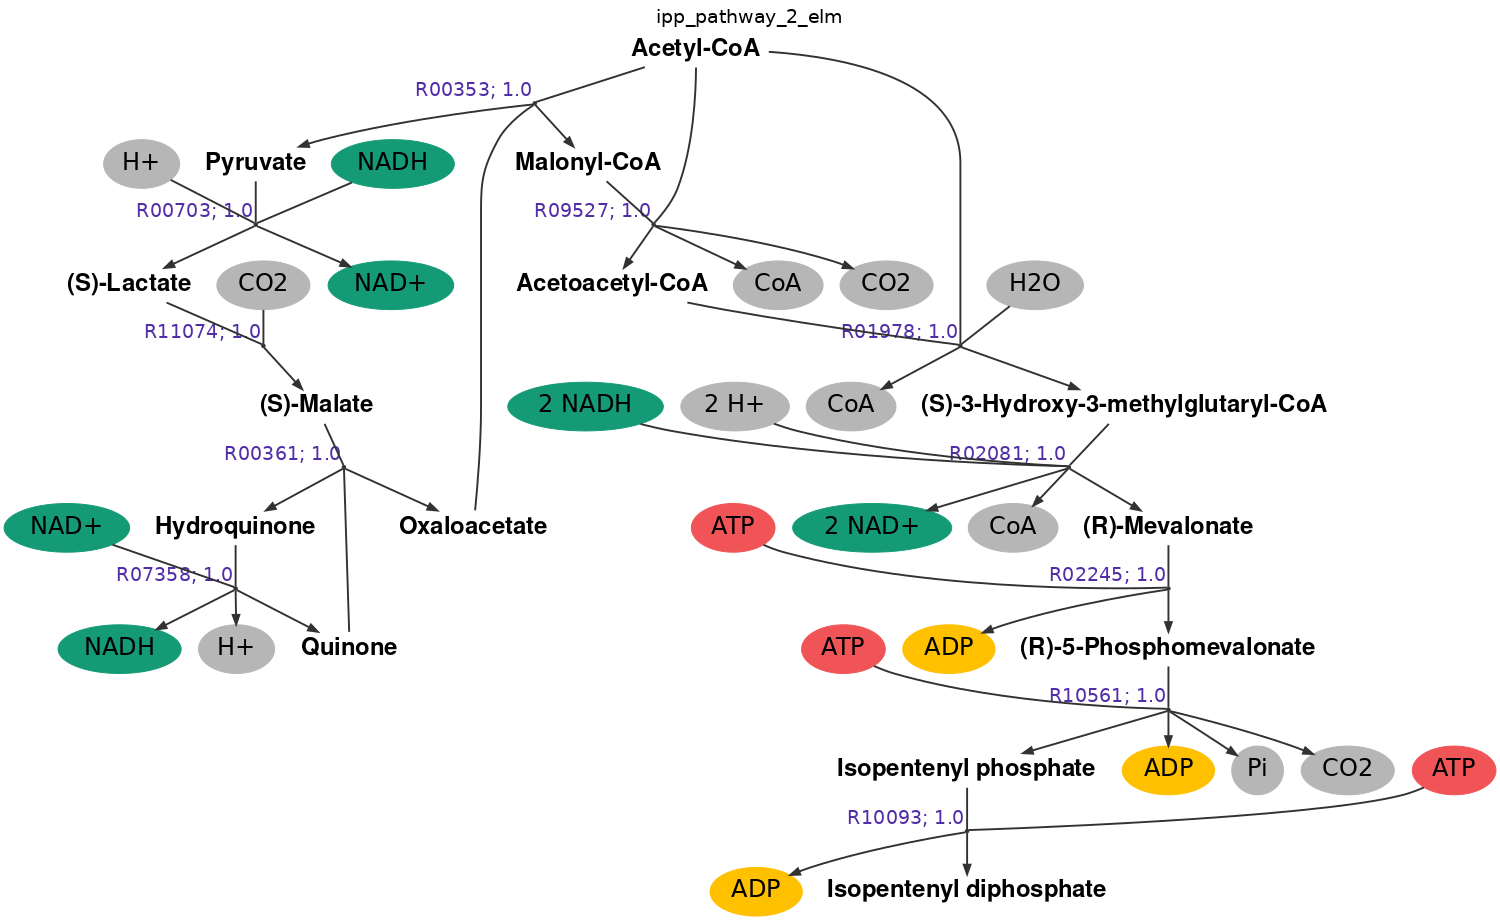 ipp_pathway_2_elm
Acetyl-CoA
R00353; 1.0
H+ Pyruvate NADH Malonyl-CoA
R00703; 1.0 R09527; 1.0
(S)-Lactate CO2 NAD+ Acetoacetyl-CoA CoA CO2 H2O
R11074; 1.0 R01978; 1.0
(S)-Malate 2 NADH 2 H+ CoA (S)-3-Hydroxy-3-methylglutaryl-CoA
R00361; 1.0 R02081; 1.0
NAD+ Hydroquinone Oxaloacetate ATP 2 NAD+ CoA (R)-Mevalonate
R07358; 1.0 R02245; 1.0
NADH H+ Quinone ATP ADP (R)-5-Phosphomevalonate
R10561; 1.0
Isopentenyl phosphate ADP Pi CO2 ATP
R10093; 1.0
ADP Isopentenyl diphosphate